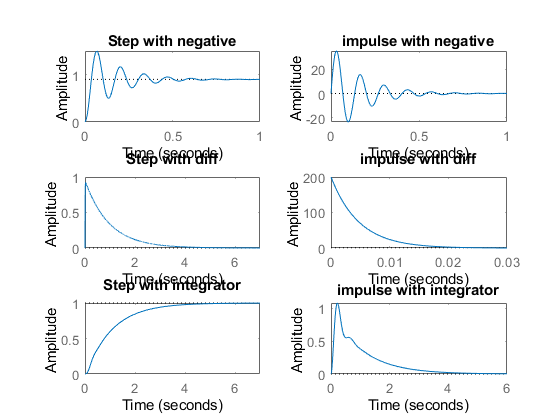 Step with negative
Amplitude
1
0
0
0.5
1
Time (seconds)
impulse with negative
Amplitude
20
0
-20
0
0.5
1
Time (seconds)
Step with diff
Amplitude
1
0.5
0
0
2
4
6
Time (seconds)
impulse with diff
Amplitude
200
100
0
0
0.01
0.02
0.03
Time (seconds)
Step with integrator
Amplitude
1
0.5
0
0
2
4
6
Time (seconds)
impulse with integrator
Amplitude
1
0.5
0
0
2
4
6
Time (seconds)